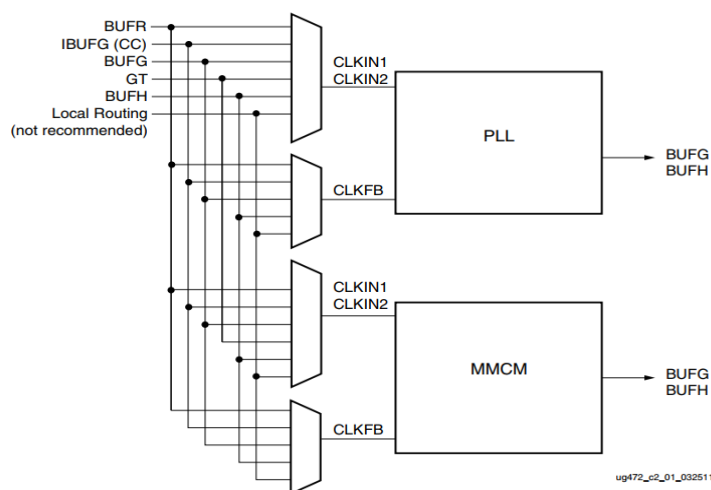 BUFR
IBUFG (CC)
BUFG
GT
BUFH
Local Routing
(not recommended)
CLKIN1
CLKIN2
PLL
BUFG
BUFH
CLKFB
CLKIN1
CLKIN2
MMCM
BUFG
BUFH
CLKFB
ug472_c2_01_032511